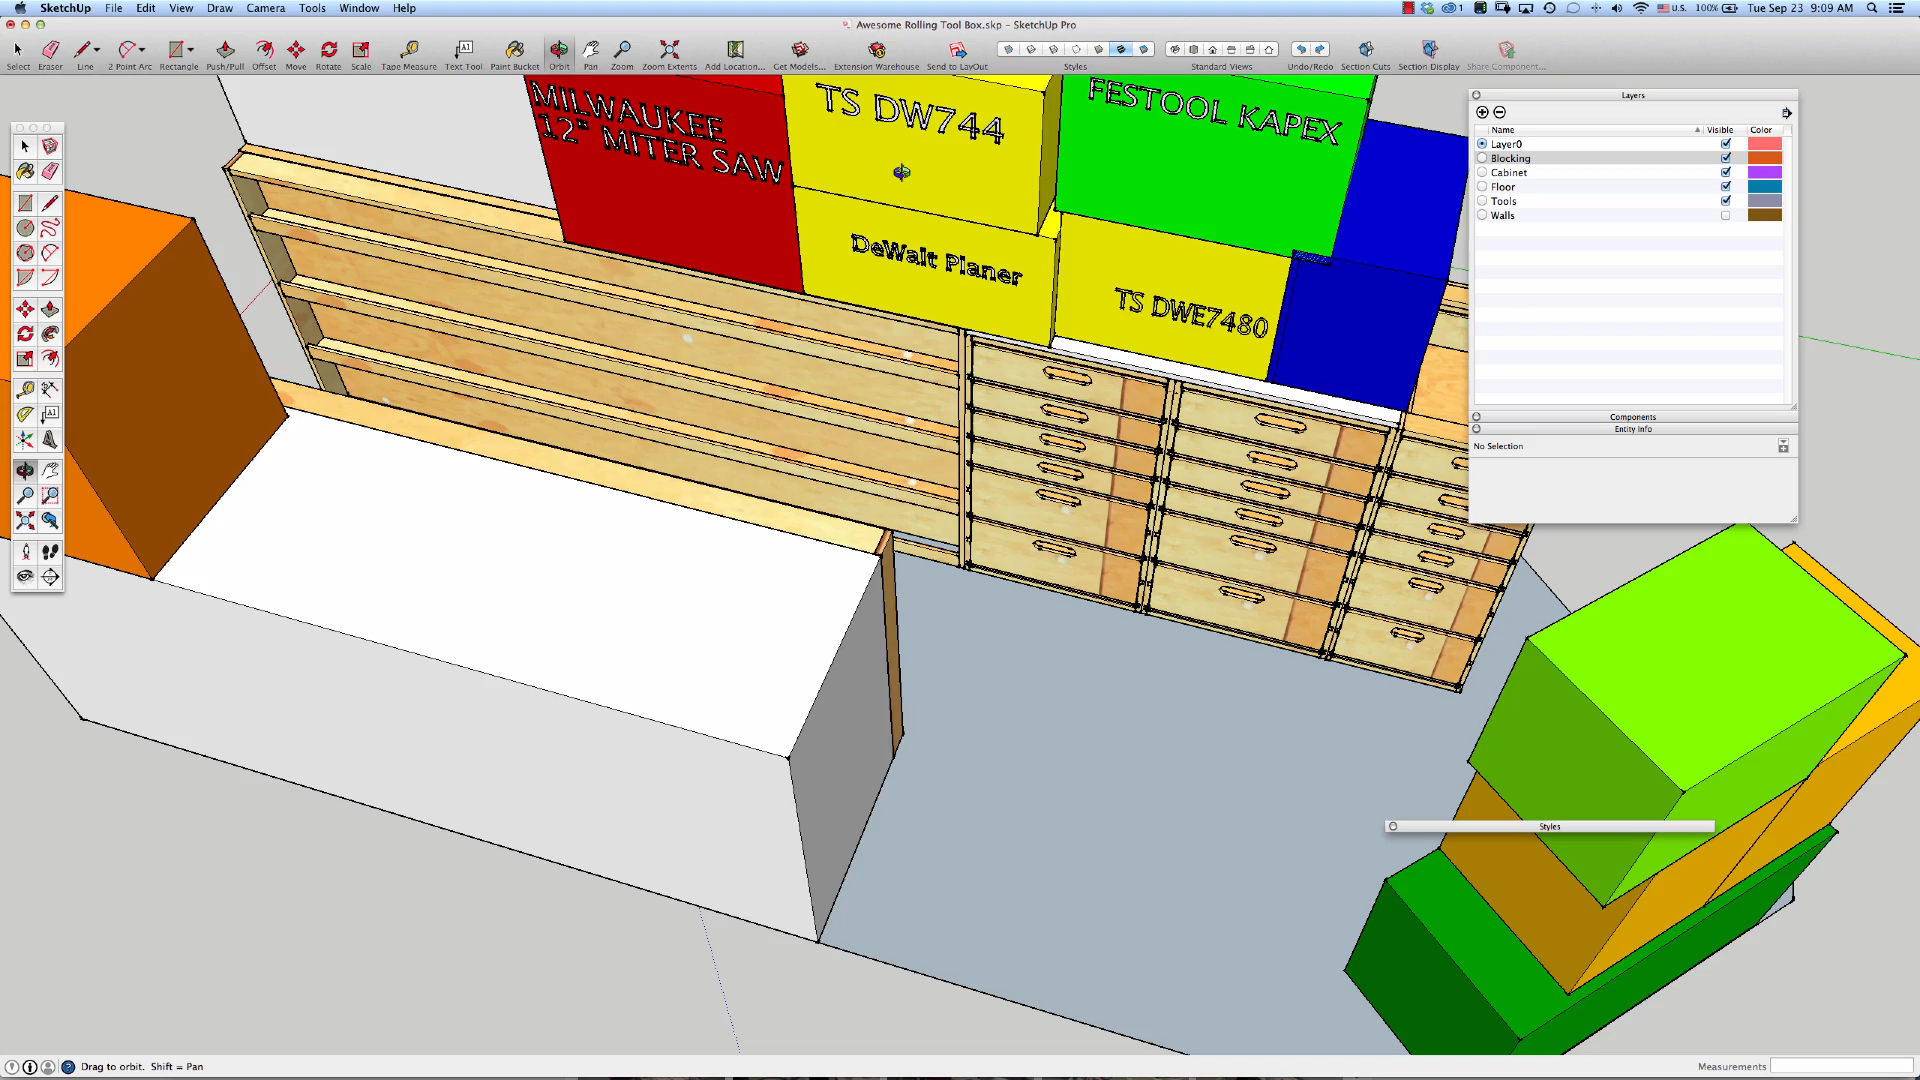 SketchUp File Edit View Draw Camera Tools Window Help
1 U.S. 100% Tue Sep 23 9:09 AM
Awesome Rolling Tool Box.skp - SketchUp Pro
Select Eraser Line 2 Point Arc Rectangle Push/Pull Offset Move Rotate Scale Tape Measure Text Tool Paint Bucket Orbit Pan Zoom Zoom Extents Add Location... Get Models... Extension Warehouse Send to LayOut Styles Standard Views Undo/Redo Section Cuts Section Display Share Component...
MILWAUKEE
12" MITER SAW
TS DW744
FESTOOL KAPEX
DeWalt Planer
TS DWE7480
Layers
Name Visible Color
Layer0
Blocking
Cabinet
Floor
Tools
Walls
Components
Entity Info
No Selection
Styles
Drag to orbit. Shift = Pan
Measurements